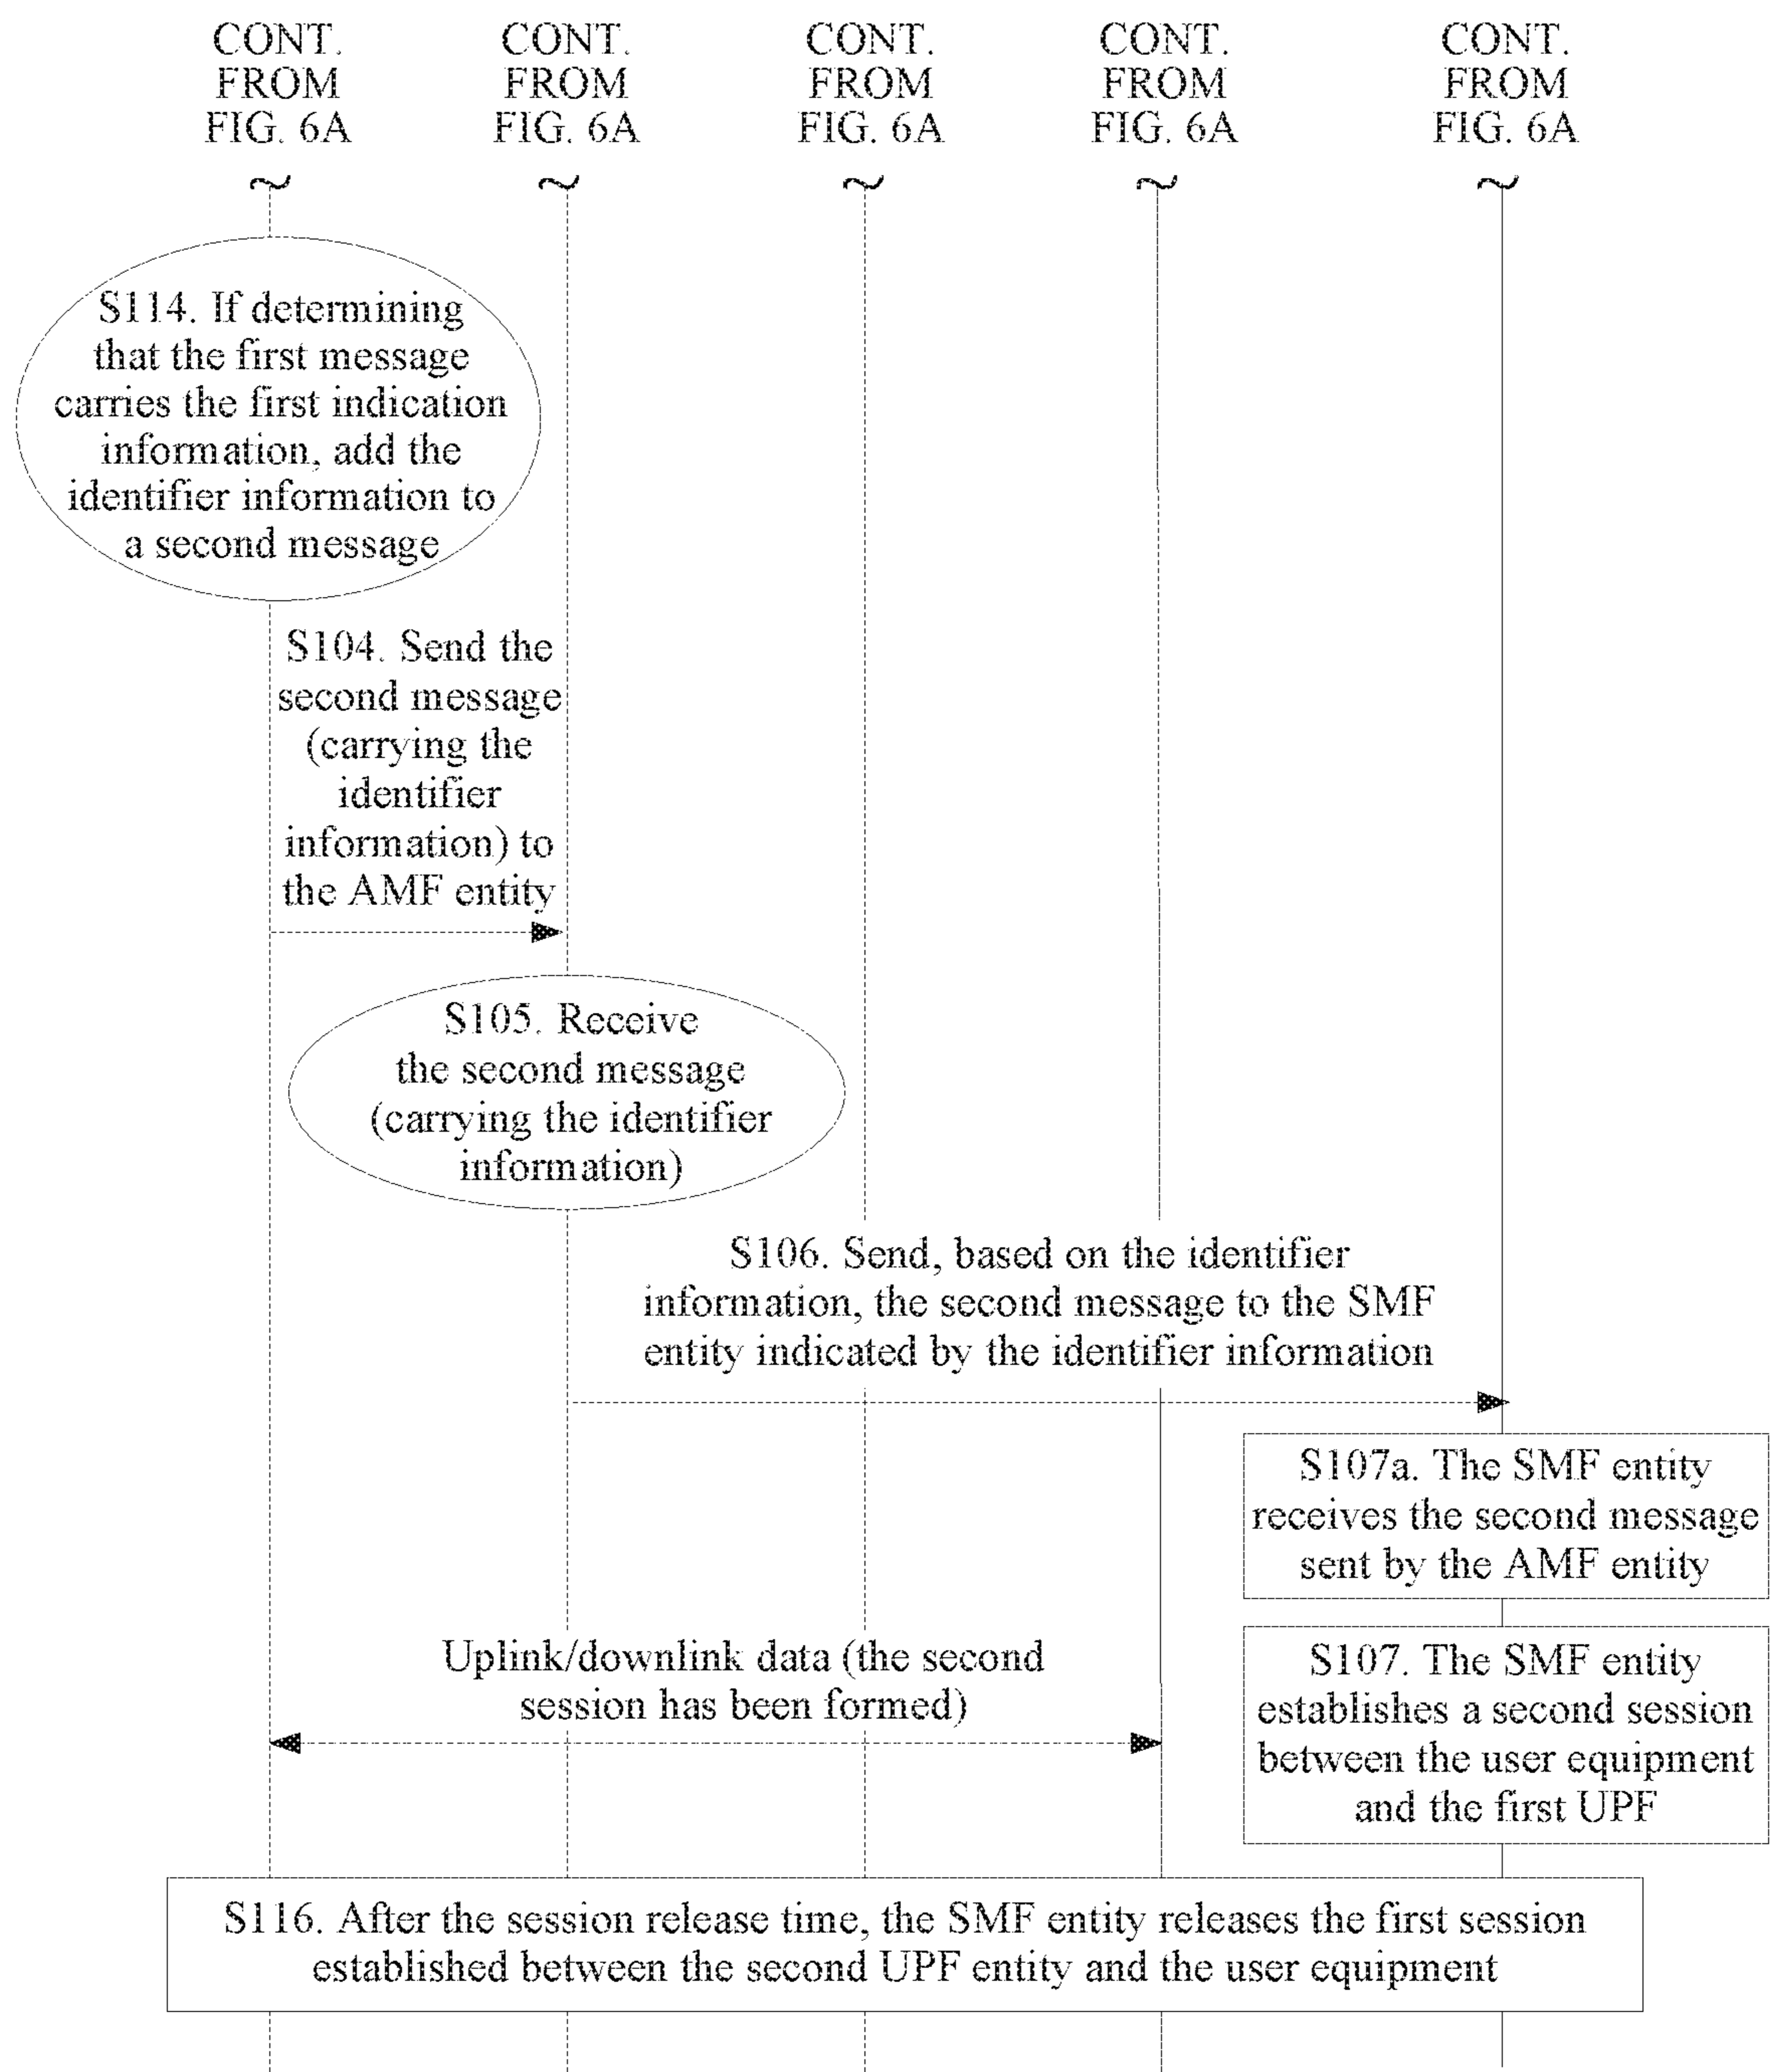 CONT.
FROM
FIG. 6A
CONT.
FROM
FIG. 6A
CONT.
FROM
FIG. 6A
CONT.
FROM
FIG. 6A
CONT.
FROM
FIG. 6A
S114. If determining
that the first message
carries the first indication
information, add the
identifier information to
a second message
S104. Send the
second message
(carrying the
identifier
information) to
the AMF entity
S105. Receive
the second message
(carrying the identifier
information)
S106. Send, based on the identifier
information, the second message to the SMF
entity indicated by the identifier information
S107a. The SMF entity
receives the second message
sent by the AMF entity
Uplink/downlink data (the second
session has been formed)
S107. The SMF entity
establishes a second session
between the user equipment
and the first UPF
S116. After the session release time, the SMF entity releases the first session
established between the second UPF entity and the user equipment